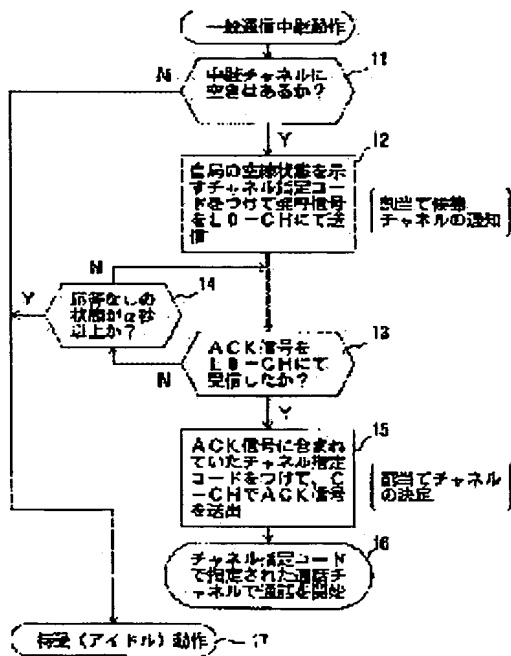 一般通信中継動作
11
N
中継チャネルに
空きはあるか?
Y
12
自局の空線状態を示
すチャネル指定コー
ドをつけて呼出信号
をL0-CHにて送
信
割当て候補
チャネルの通知
N
14
Y
応答なしの
状態がα秒
以上か?
13
ACK信号を
L0-CHにて
受信したか?
N
Y
15
ACK信号に含まれ
ていたチャネル指定
コードをつけて、C
-CHでACK信号
を送出
割当てチャネル
の決定
16
チャネル指定コード
で指定された通話チ
ャネルで通話を開始
待受(アイドル)動作
17